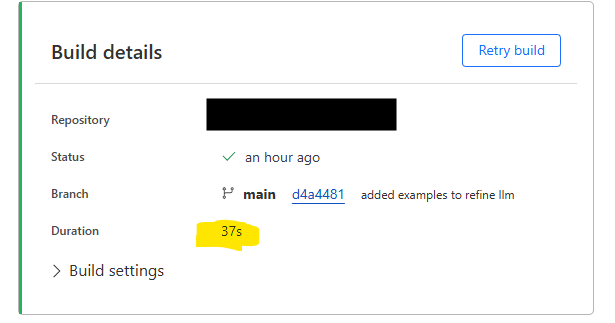 Build details
Retry build
Repository
Status an hour ago
Branch main d4a4481 added examples to refine llm
Duration 37s
Build settings